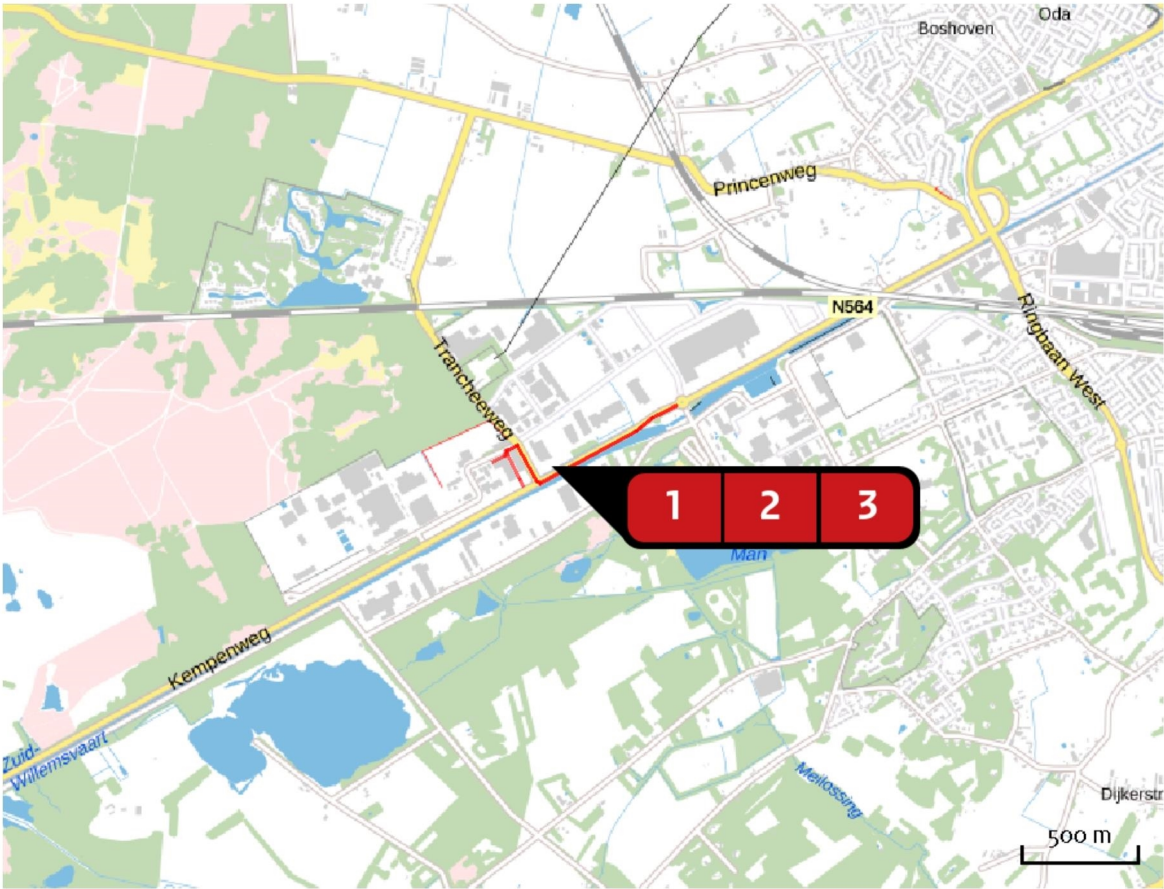 Oda
Boshoven
Princenweg
N564
Ringbaan West
Trancheeweg
1 2 3
Man
Kempenweg
Zuid-
Willemsvaart
Meilossing
Dijkerstr
500 m